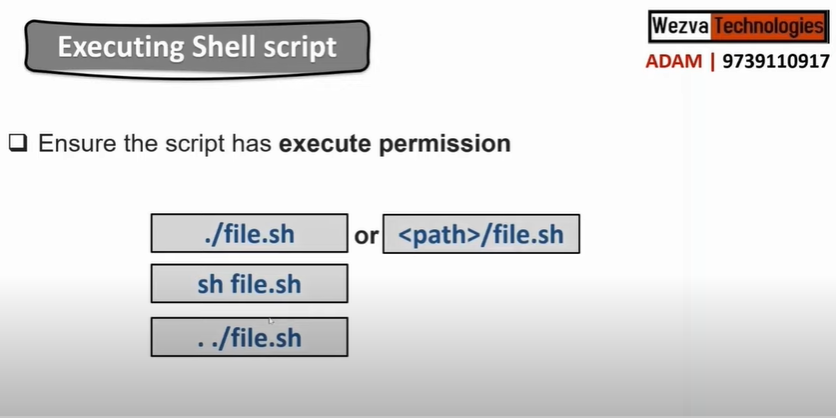 Executing Shell script
Wezva Technologies
ADAM | 9739110917
Ensure the script has execute permission
./file.sh or <path>/file.sh
sh file.sh
. ./file.sh